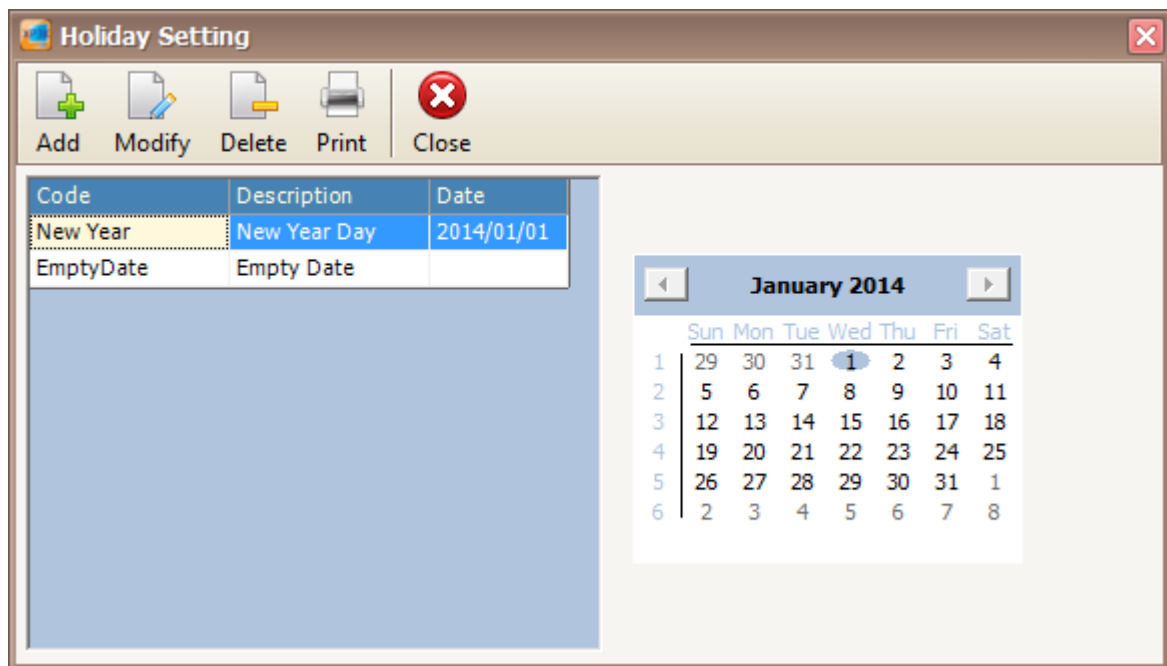 Holiday Setting
Add Modify Delete Print Close
Code Description Date
New Year New Year Day 2014/01/01
EmptyDate Empty Date
January 2014
Sun Mon Tue Wed Thu Fri Sat
1 29 30 31 1 2 3 4
2 5 6 7 8 9 10 11
3 12 13 14 15 16 17 18
4 19 20 21 22 23 24 25
5 26 27 28 29 30 31 1
6 2 3 4 5 6 7 8